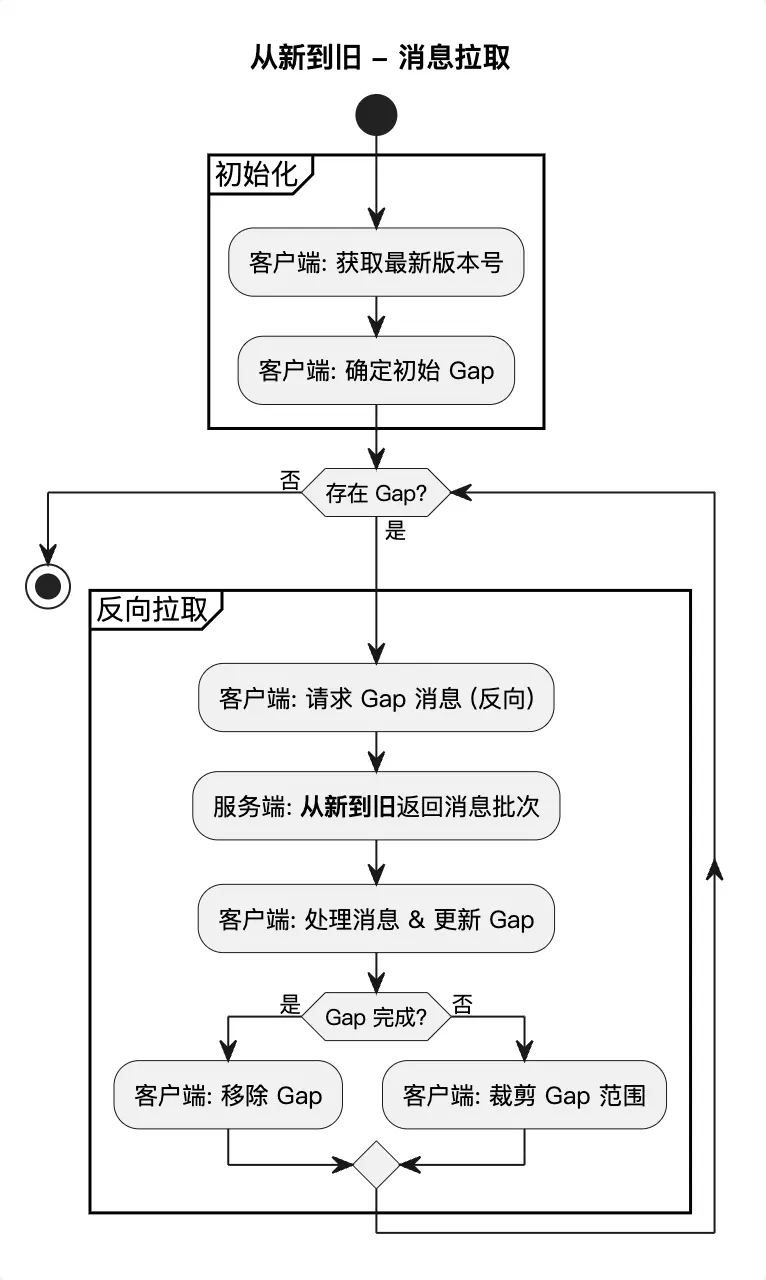 从新到旧 – 消息拉取
初始化
客户端: 获取最新版本号
客户端: 确定初始 Gap
否
存在 Gap?
是
反向拉取
客户端: 请求 Gap 消息 (反向)
服务端: 从新到旧返回消息批次
客户端: 处理消息 & 更新 Gap
是
Gap 完成?
否
客户端: 移除 Gap
客户端: 裁剪 Gap 范围